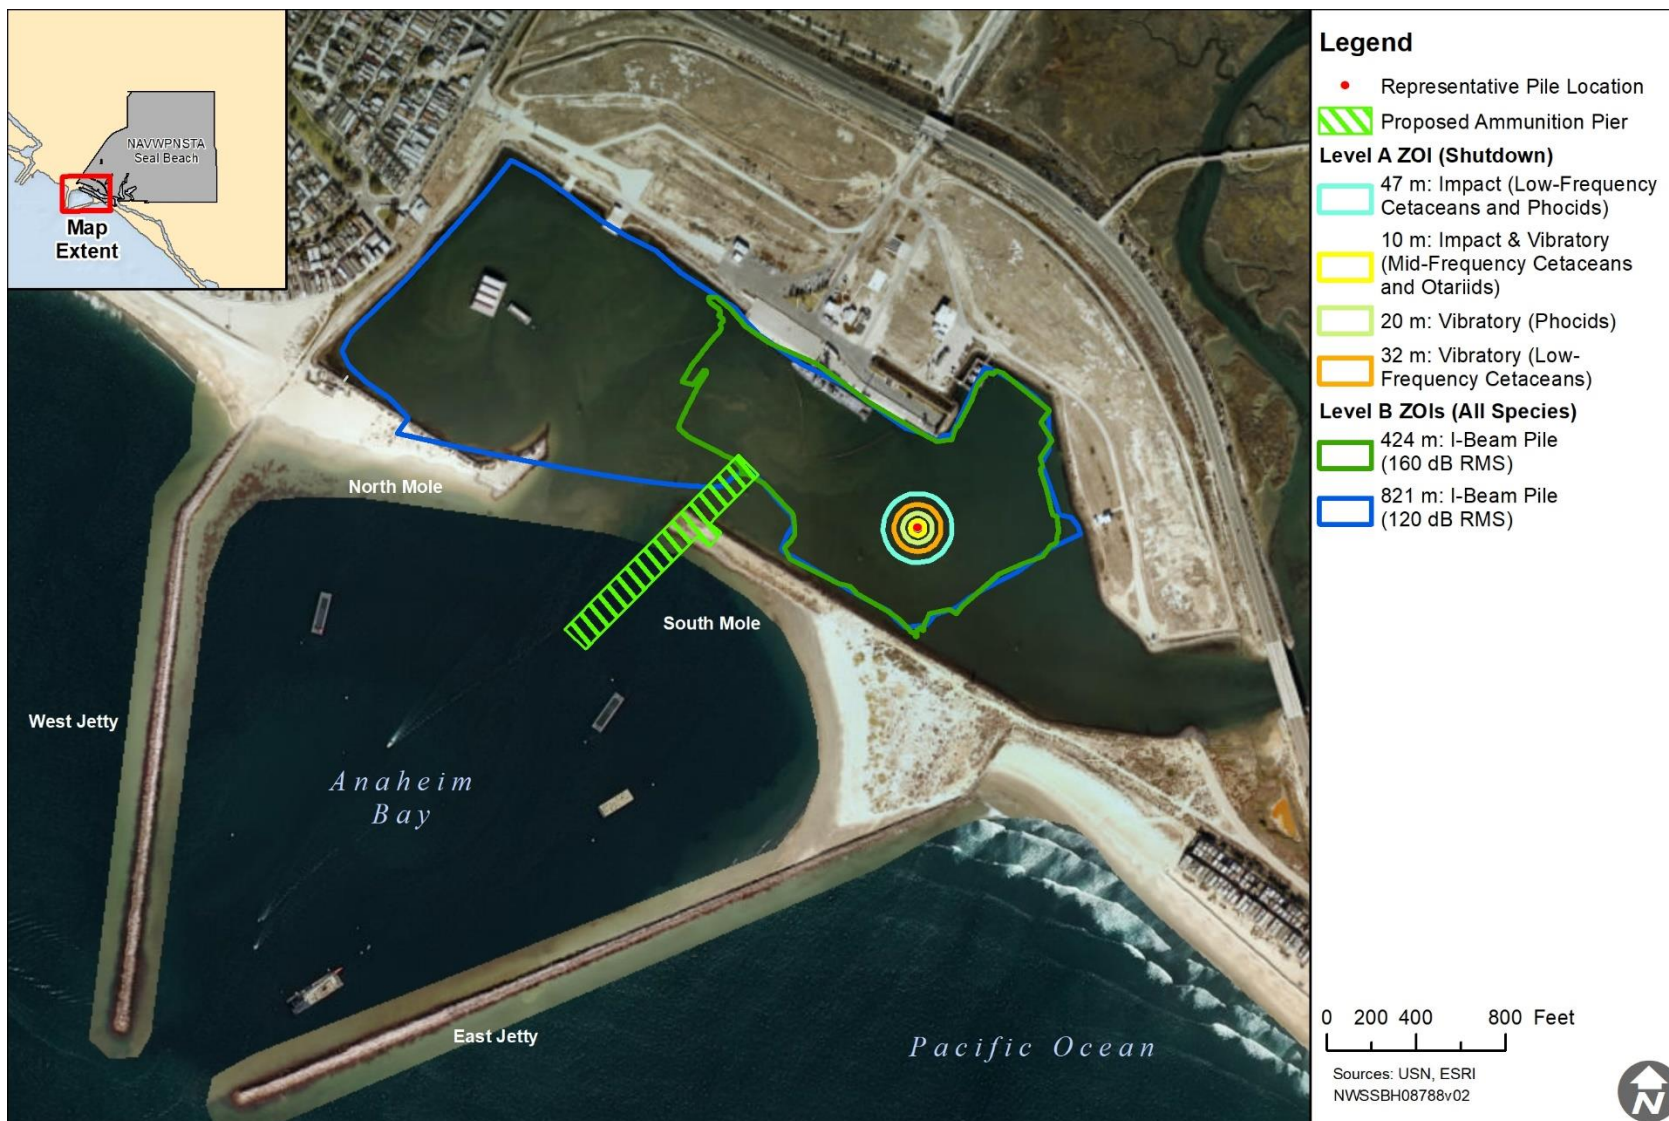 NAVWPNSTA
Seal Beach
Map
Extent
North Mole
South Mole
West Jetty
Anaheim
Bay
East Jetty
Pacific Ocean
Legend
Representative Pile Location
Proposed Ammunition Pier
Level A ZOI (Shutdown)
47 m: Impact (Low-Frequency
Cetaceans and Phocids)
10 m: Impact & Vibratory
(Mid-Frequency Cetaceans
and Otariids)
20 m: Vibratory (Phocids)
32 m: Vibratory (Low-
Frequency Cetaceans)
Level B ZOIs (All Species)
424 m: I-Beam Pile
(160 dB RMS)
821 m: I-Beam Pile
(120 dB RMS)
0 200 400 800 Feet
Sources: USN, ESRI
NWSSBH08788v02
N